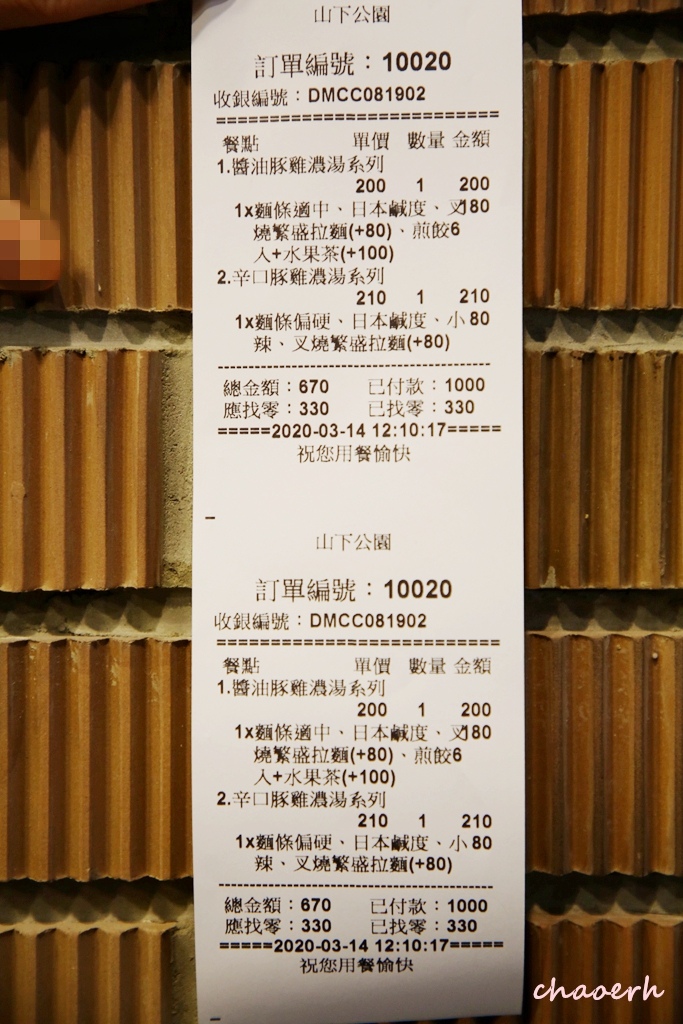 山下公園
訂單編號：10020
收銀編號：DMCC081902
============================
餐點 單價 數量 金額
1.醬油豚雞濃湯系列
200 1 200
1x麵條適中、日本鹹度、叉180
燒繁盛拉麵(+80)、煎餃6
入+水果茶(+100)
2.辛口豚雞濃湯系列
210 1 210
1x麵條偏硬、日本鹹度、小 80
辣、叉燒繁盛拉麵(+80)
----------------------------------------
總金額：670 已付款：1000
應找零：330 已找零：330
=====2020-03-14 12:10:17=====
祝您用餐愉快
山下公園
訂單編號：10020
收銀編號：DMCC081902
============================
餐點 單價 數量 金額
1.醬油豚雞濃湯系列
200 1 200
1x麵條適中、日本鹹度、叉180
燒繁盛拉麵(+80)、煎餃6
入+水果茶(+100)
2.辛口豚雞濃湯系列
210 1 210
1x麵條偏硬、日本鹹度、小 80
辣、叉燒繁盛拉麵(+80)
----------------------------------------
總金額：670 已付款：1000
應找零：330 已找零：330
=====2020-03-14 12:10:17=====
祝您用餐愉快
chaoerh